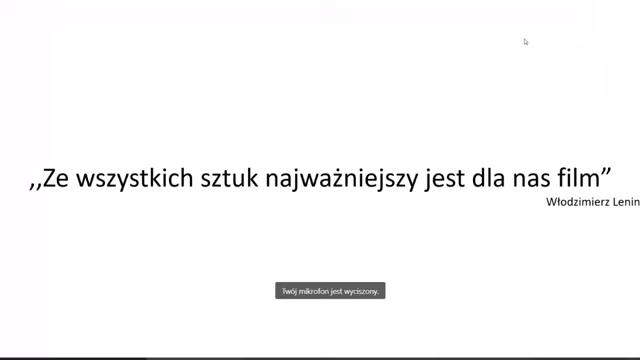 ,,Ze wszystkich sztuk najważniejszy jest dla nas film”
Włodzimierz Lenin
Twój mikrofon jest wyciszony.